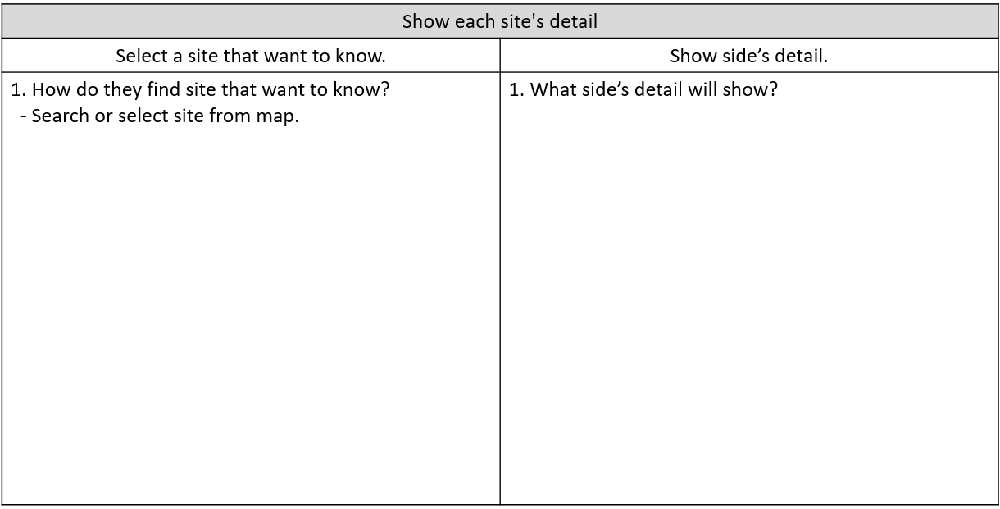 Show each site's detail
Select a site that want to know.
Show side’s detail.
1. How do they find site that want to know?
- Search or select site from map.
1. What side’s detail will show?